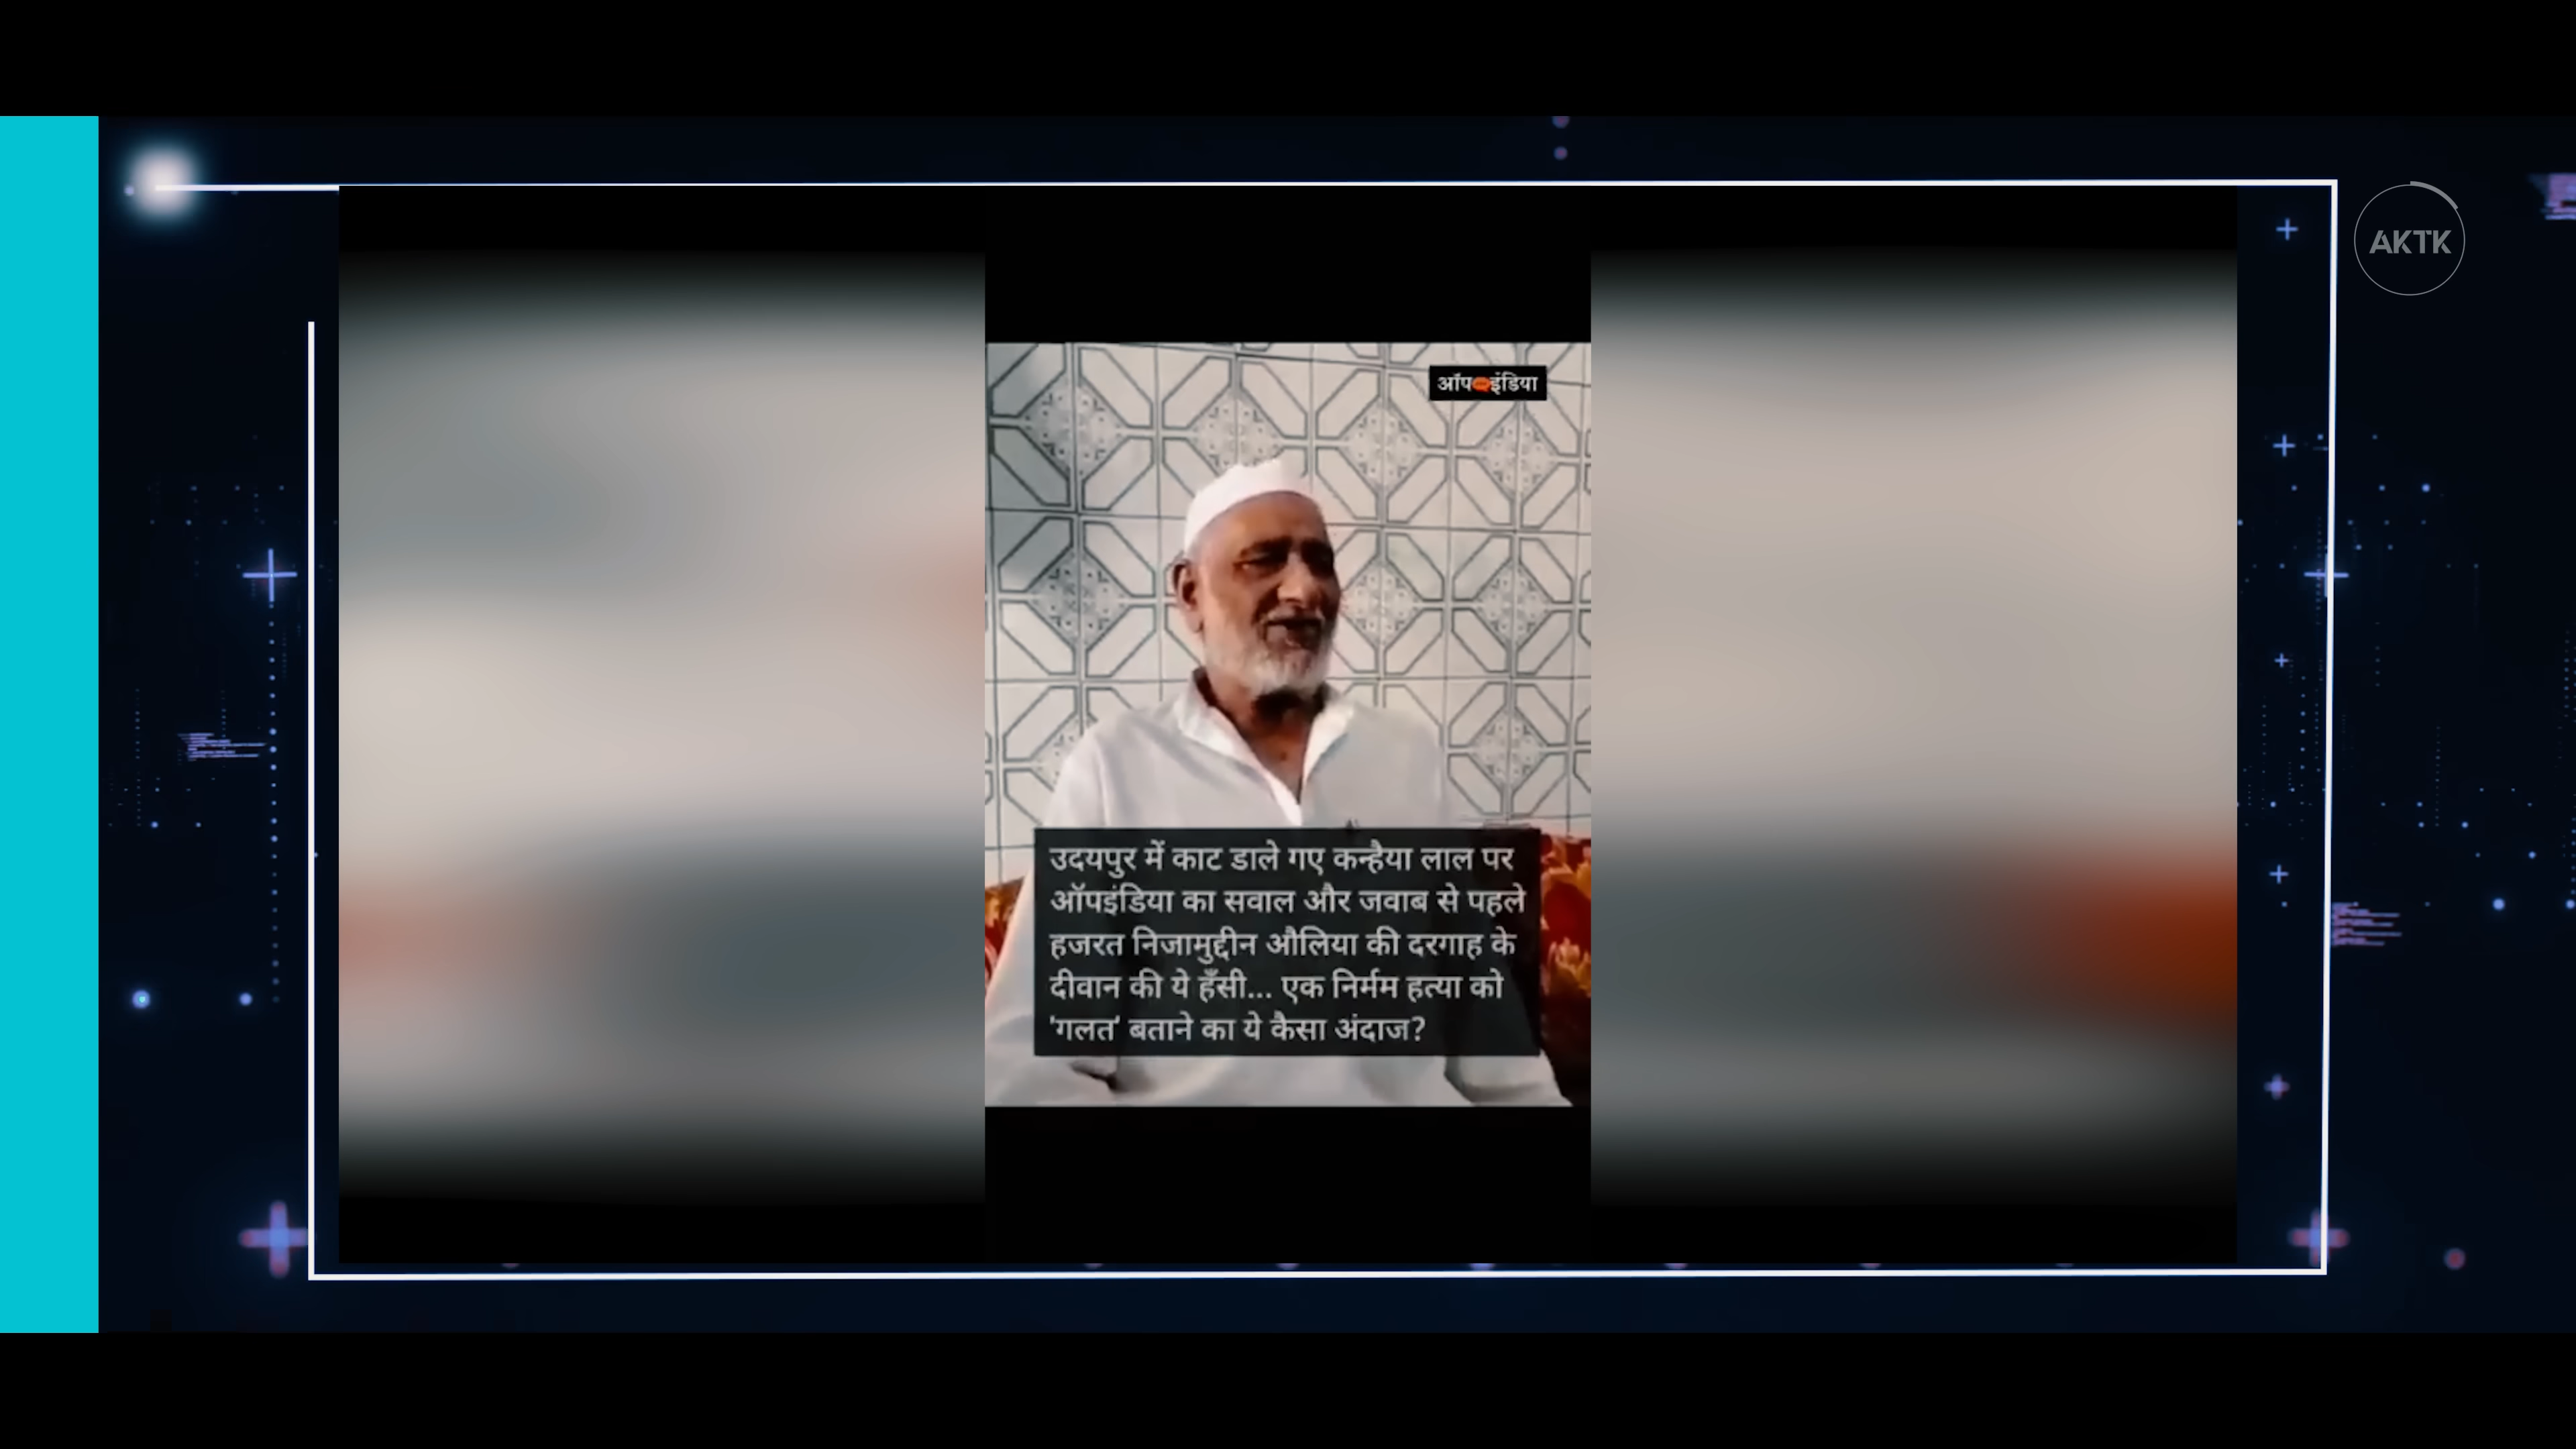 AKTK
ऑपइंडिया
उदयपुर में काट डाले गए कन्हैया लाल पर
ऑपइंडिया का सवाल और जवाब से पहले
हजरत निजामुद्दीन औलिया की दरगाह के
दीवान की ये हँसी... एक निर्मम हत्या को
'गलत' बताने का ये कैसा अंदाज?